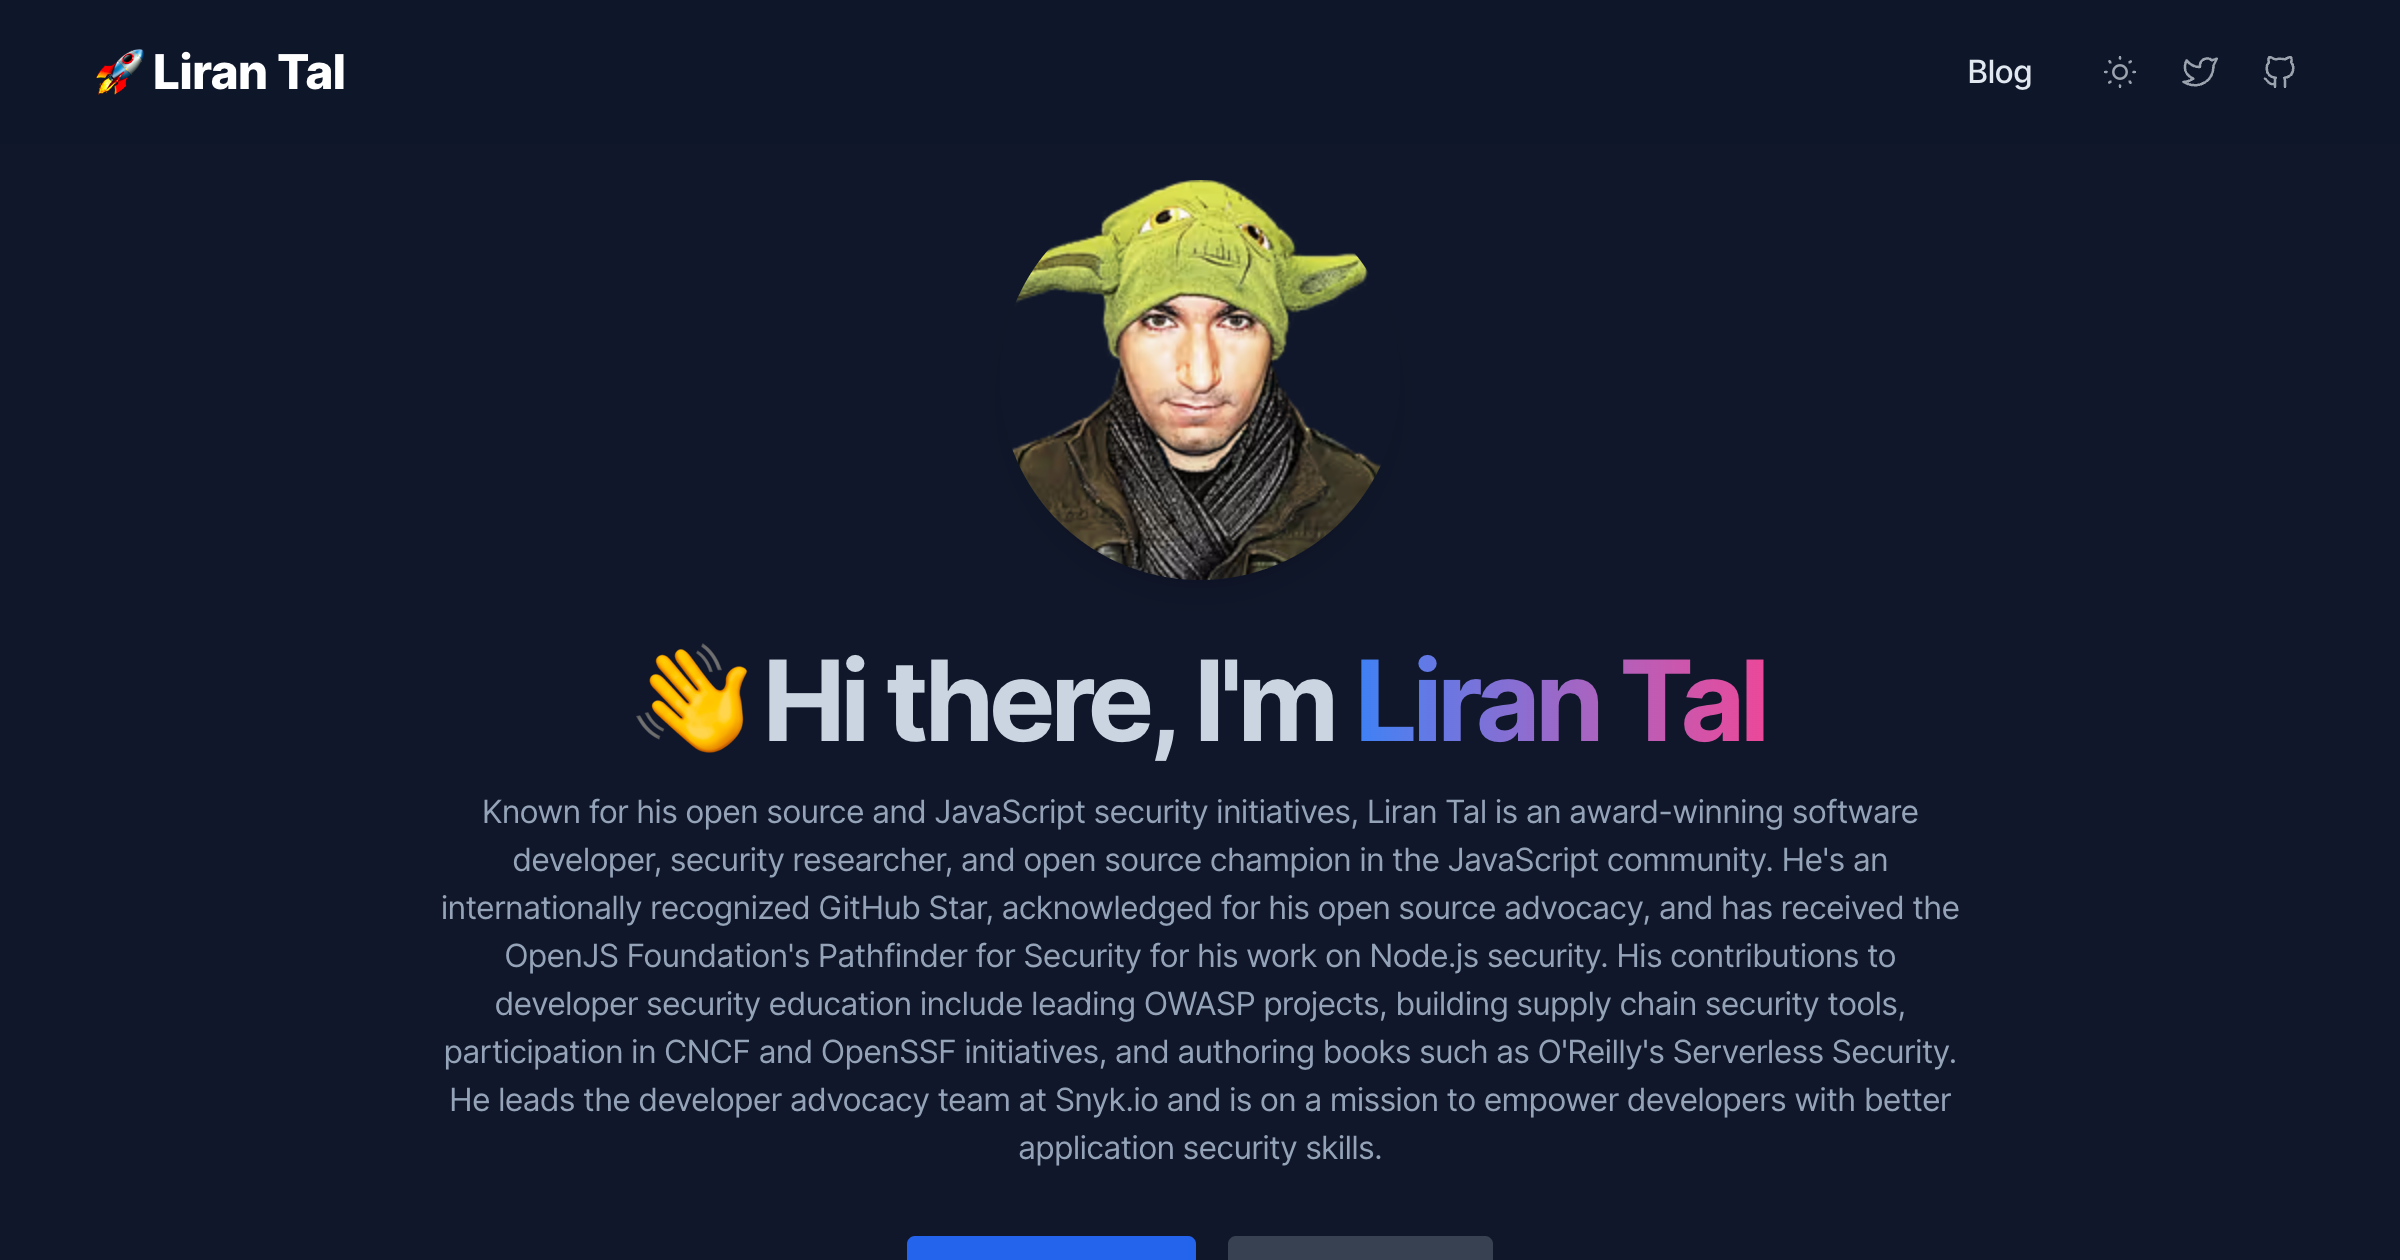 🚀 Liran Tal
Blog
👋 Hi there, I'm Liran Tal
Known for his open source and JavaScript security initiatives, Liran Tal is an award-winning software
developer, security researcher, and open source champion in the JavaScript community. He's an
internationally recognized GitHub Star, acknowledged for his open source advocacy, and has received the
OpenJS Foundation's Pathfinder for Security for his work on Node.js security. His contributions to
developer security education include leading OWASP projects, building supply chain security tools,
participation in CNCF and OpenSSF initiatives, and authoring books such as O'Reilly's Serverless Security.
He leads the developer advocacy team at Snyk.io and is on a mission to empower developers with better
application security skills.